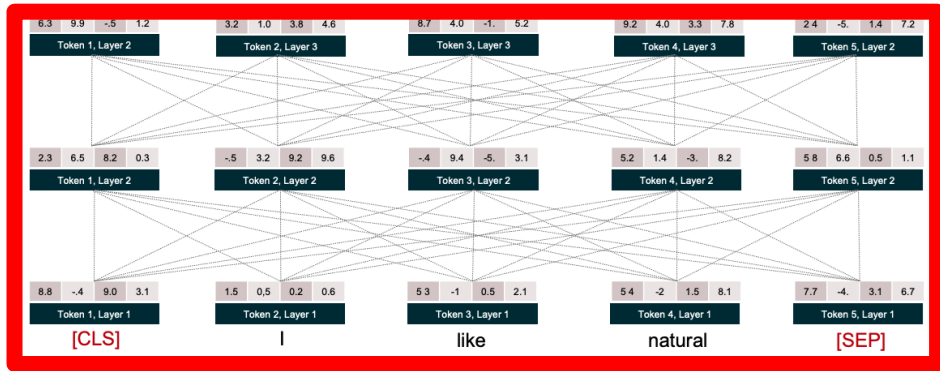 6.3 9.9 -.5 1.2 3.2 1.0 3.8 4.6 8.7 4.0 -1. 5.2 9.2 4.0 3.3 7.8 2 4 -5. 1.4 7.2
Token 1, Layer 2 Token 2, Layer 3 Token 3, Layer 3 Token 4, Layer 3 Token 5, Layer 2
2.3 6.5 8.2 0.3 -.5 3.2 9.2 9.6 -.4 9.4 -5. 3.1 5.2 1.4 -3. 8.2 5 8 6.6 0.5 1.1
Token 1, Layer 2 Token 2, Layer 2 Token 3, Layer 2 Token 4, Layer 2 Token 5, Layer 2
8.8 -.4 9.0 3.1 1.5 0,5 0.2 0.6 5 3 -1 0.5 2.1 5 4 -2 1.5 8.1 7.7 -4. 3.1 6.7
Token 1, Layer 1 Token 2, Layer 1 Token 3, Layer 1 Token 4, Layer 1 Token 5, Layer 1
[CLS] I like natural [SEP]